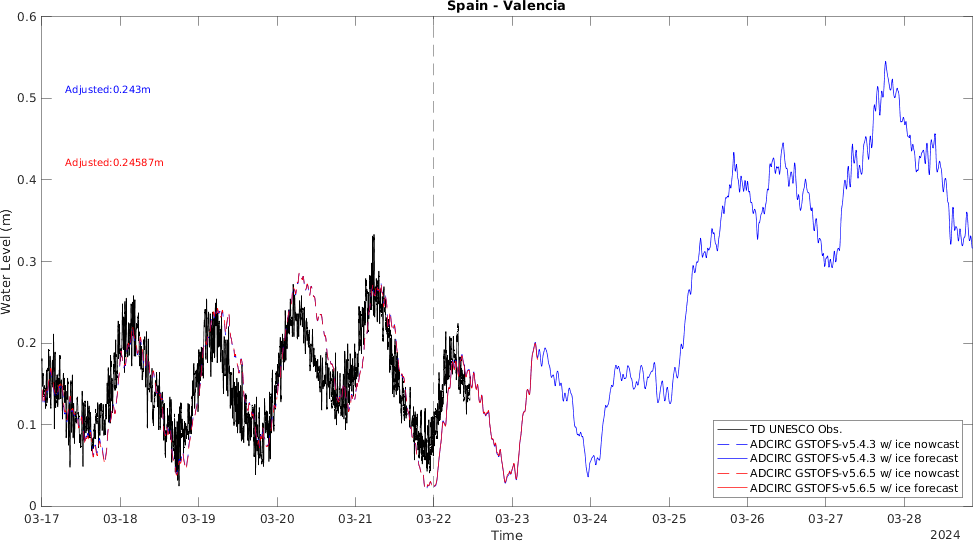 Spain - Valencia
0.6
0.5
0.4
0.3
0.2
0.1
0
Water Level (m)
Adjusted:0.243m
Adjusted:0.24587m
TD UNESCO Obs.
ADCIRC GSTOFS-v5.4.3 w/ ice nowcast
ADCIRC GSTOFS-v5.4.3 w/ ice forecast
ADCIRC GSTOFS-v5.6.5 w/ ice nowcast
ADCIRC GSTOFS-v5.6.5 w/ ice forecast
03-17 03-18 03-19 03-20 03-21 03-22 03-23 03-24 03-25 03-26 03-27 03-28
Time
2024